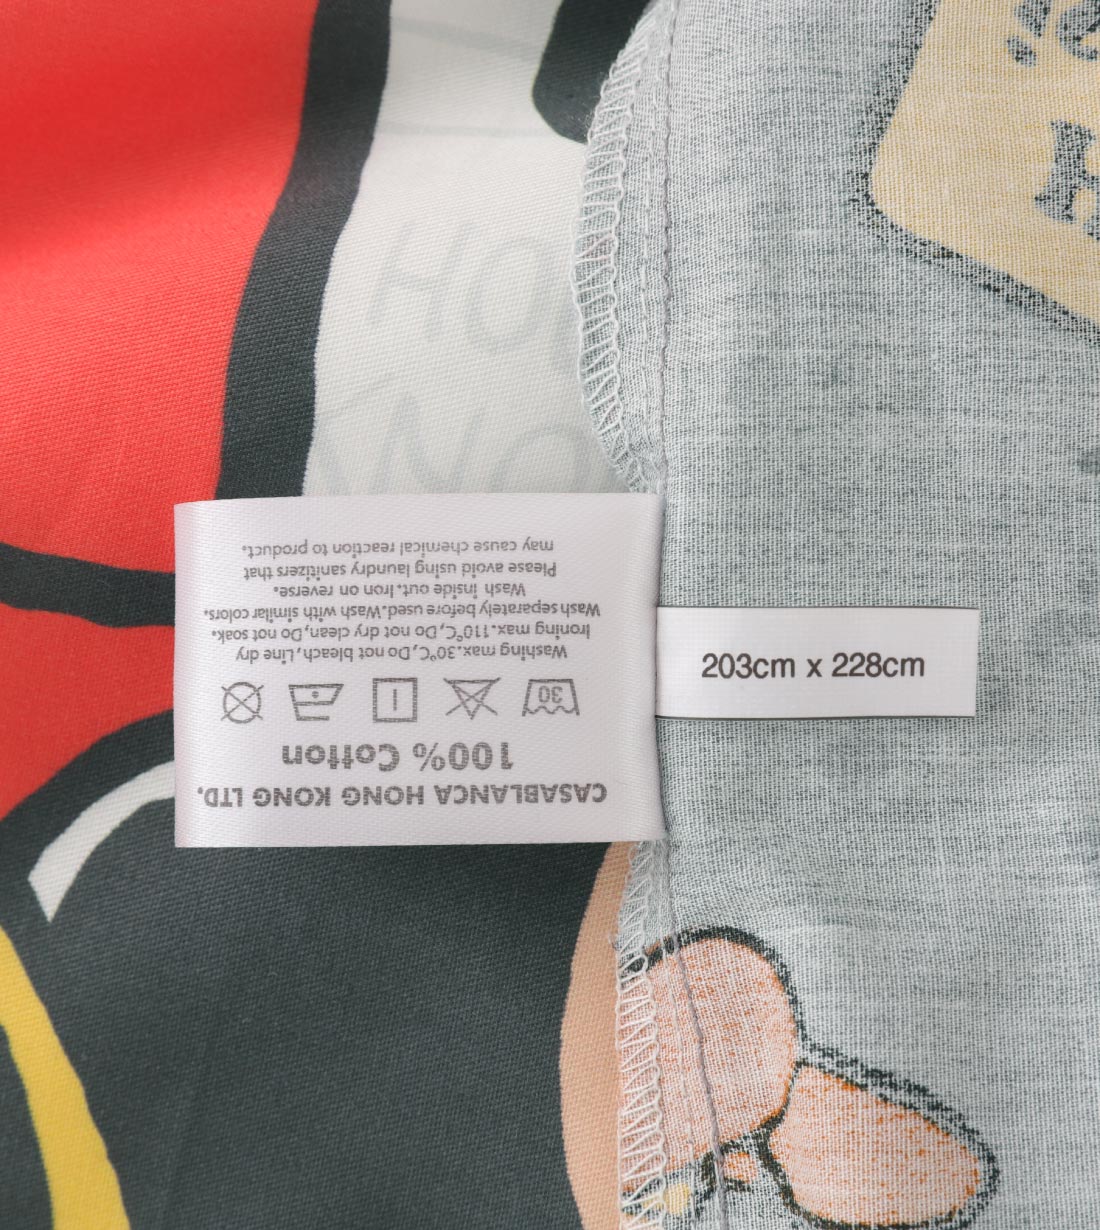 CASABLANCA HONG KONG LTD.
100% Cotton
30
Washing max.30°C,Do not bleach,Line dry
Ironing max.110°C,Do not dry clean,Do not soak.
Wash separately before used.Wash with similar colors.
Wash inside out.Iron on reverse.
Please avoid using laundry sanitizers that
may cause chemical reaction to product.
203cm x 228cm